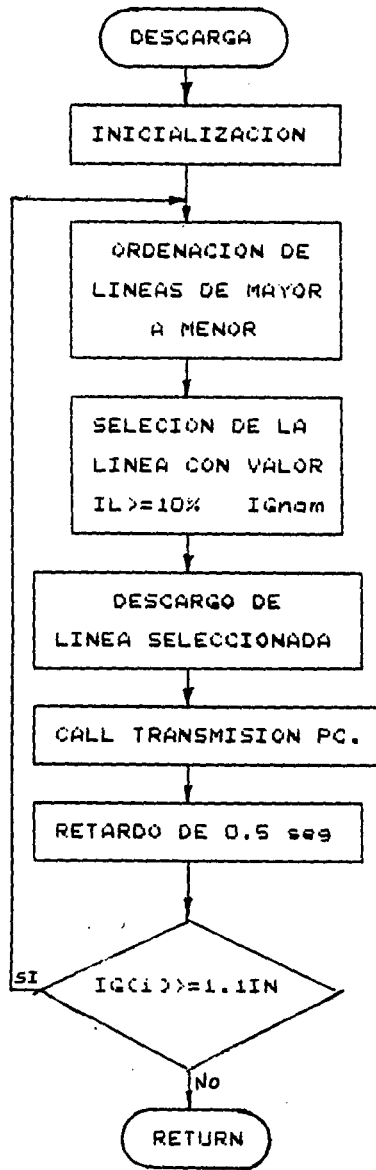 DESCARGA
INICIALIZACION
ORDENACION DE
LINEAS DE MAYOR
A MENOR
SELECION DE LA
LINEA CON VALOR
IL>=10% IGnom
DESCARGO DE
LINEA SELECCIONADA
CALL TRANSMISION PC.
RETARDO DE 0.5 seg
IG(i)>=1.1IN
SI
No
RETURN